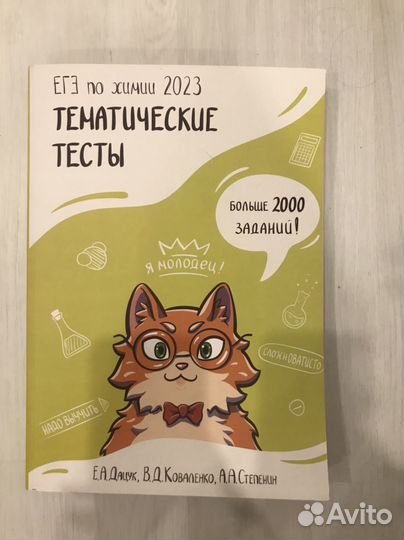 ЕГЭ по химии 2023
ТЕМАТИЧЕСКИЕ
ТЕСТЫ
БОЛЬШЕ 2000
ЗАДАНИЙ!
Я МОЛОДЕЦ!
СЛОЖНОВАТИСТО
НАДО ВЫУЧИТЬ
Е.А.ДАЦУК, В.Д.КОВАЛЕНКО, А.А.СТЕПЕНИН
Avito